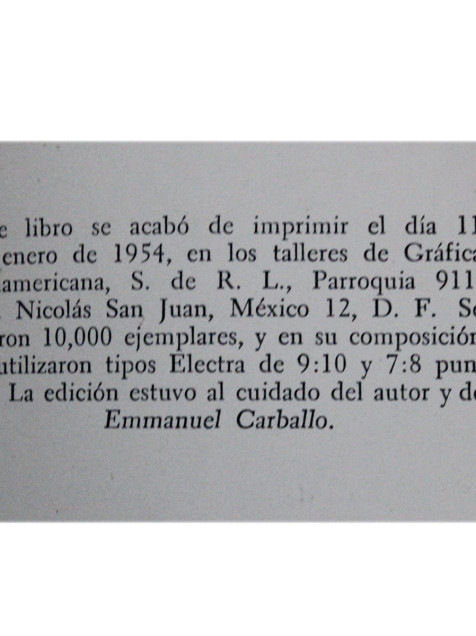 e libro se acabó de imprimir el día 11
enero de 1954, en los talleres de Gráfica
americana, S. de R. L., Parroquia 911
. Nicolás San Juan, México 12, D. F. Se
ron 10,000 ejemplares, y en su composición
utilizaron tipos Electra de 9:10 y 7:8 pun
La edición estuvo al cuidado del autor y de
Emmanuel Carballo.